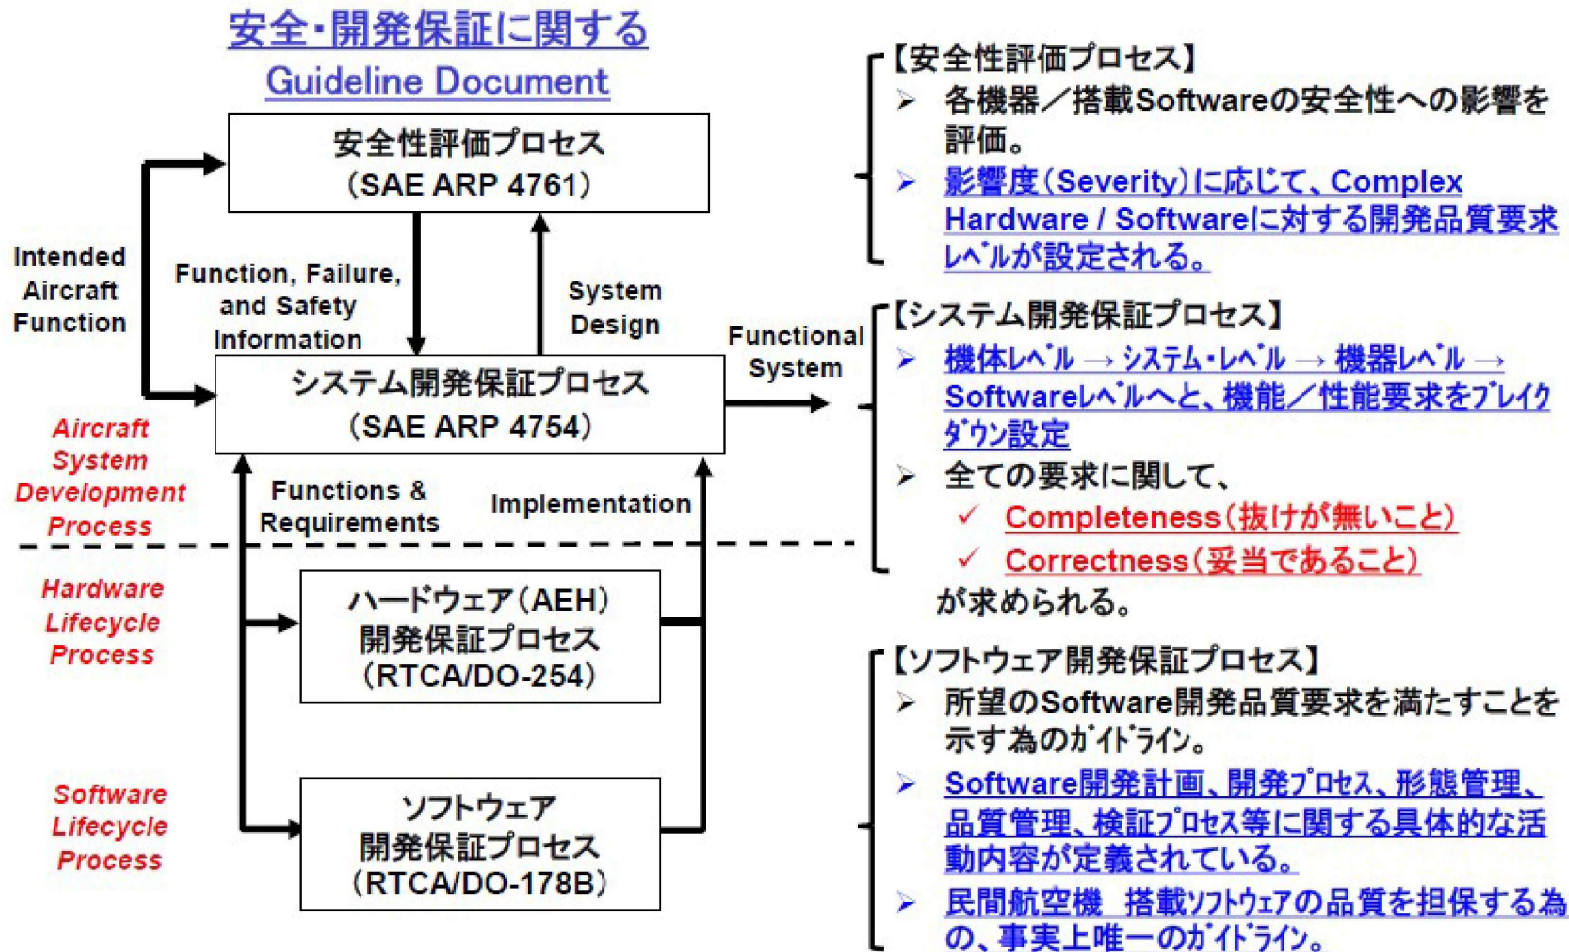 安全・開発保証に関する
Guideline Document
安全性評価プロセス
(SAE ARP 4761)
Intended
Aircraft
Function
Function, Failure,
and Safety
Information
System
Design
Functional
System
システム開発保証プロセス
(SAE ARP 4754)
Aircraft
System
Development
Process
Functions &
Requirements
Implementation
Hardware
Lifecycle
Process
ハードウェア(AEH)
開発保証プロセス
(RTCA/DO-254)
Software
Lifecycle
Process
ソフトウェア
開発保証プロセス
(RTCA/DO-178B)
【安全性評価プロセス】
➢ 各機器／搭載Softwareの安全性への影響を
評価。
➢ 影響度(Severity)に応じて、Complex
Hardware / Softwareに対する開発品質要求
ﾚﾍﾞﾙが設定される。
【システム開発保証プロセス】
➢ 機体ﾚﾍﾞﾙ → ｼｽﾃﾑ・ﾚﾍﾞﾙ → 機器ﾚﾍﾞﾙ →
Softwareﾚﾍﾞﾙへと、機能／性能要求をﾌﾞﾚｲｸ
ﾀﾞｳﾝ設定
➢ 全ての要求に関して、
✓ Completeness(抜けが無いこと)
✓ Correctness(妥当であること)
が求められる。
【ソフトウェア開発保証プロセス】
➢ 所望のSoftware開発品質要求を満たすことを
示す為のｶﾞｲﾄﾞﾗｲﾝ。
➢ Software開発計画、開発ﾌﾟﾛｾｽ、形態管理、
品質管理、検証ﾌﾟﾛｾｽ等に関する具体的な活
動内容が定義されている。
➢ 民間航空機　搭載ｿﾌﾄｳｪｱの品質を担保する為
の、事実上唯一のｶﾞｲﾄﾞﾗｲﾝ。